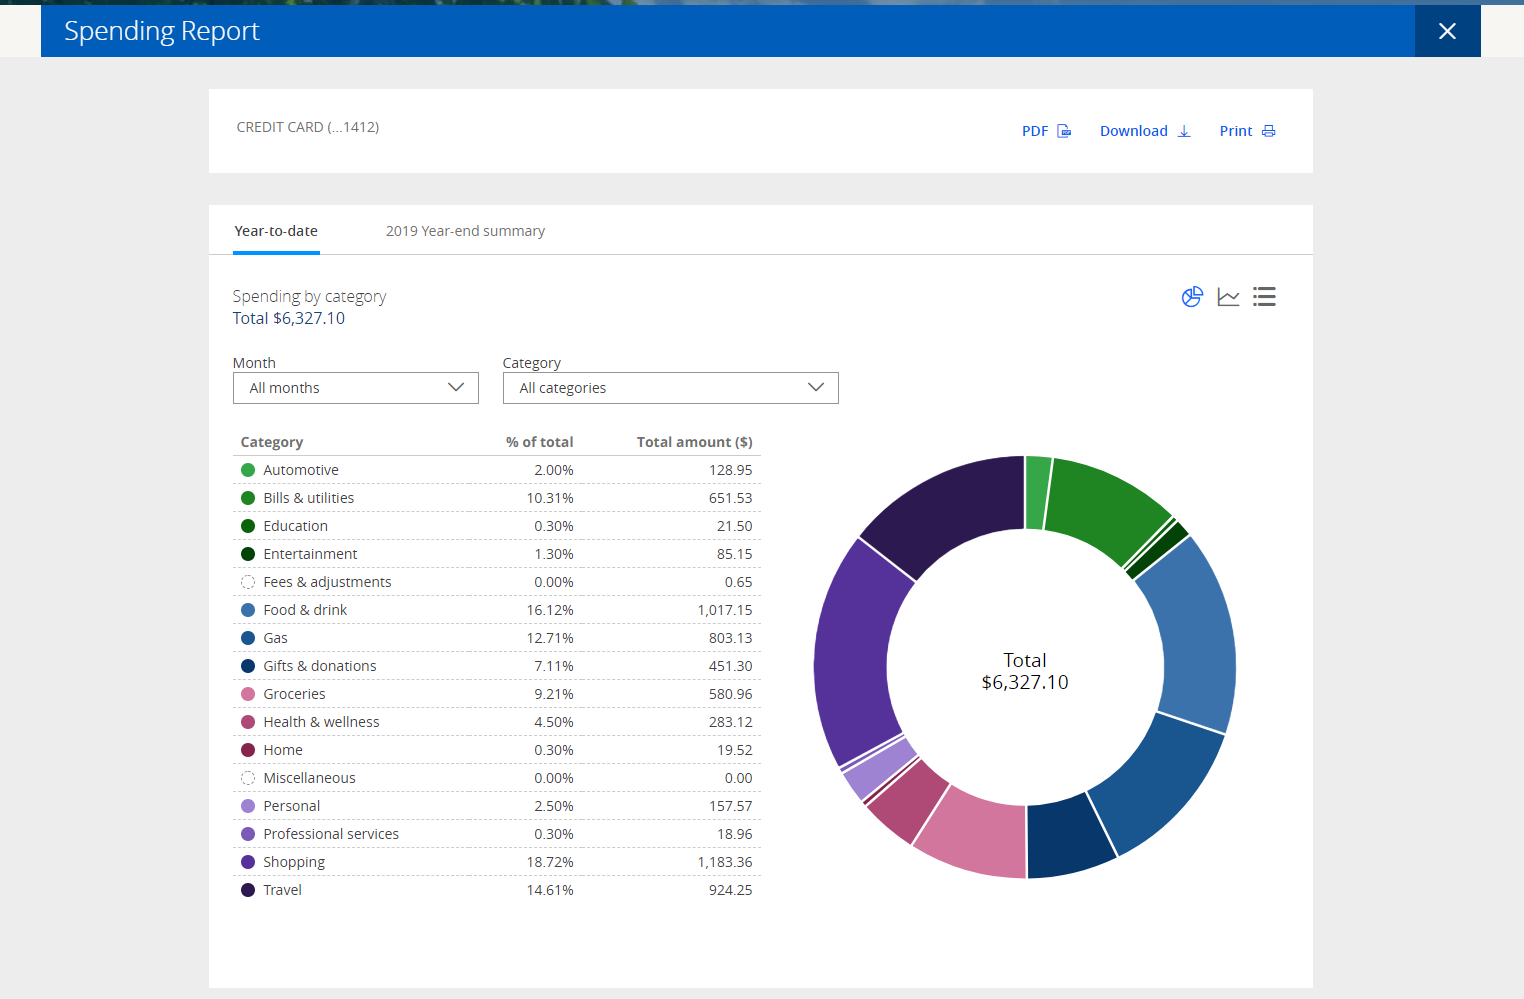 Spending Report
CREDIT CARD (...1412)
PDF Download Print
Year-to-date 2019 Year-end summary
Spending by category
Total $6,327.10
Month Category
All months All categories
Category % of total Total amount ($)
Automotive 2.00% 128.95
Bills & utilities 10.31% 651.53
Education 0.30% 21.50
Entertainment 1.30% 85.15
Fees & adjustments 0.00% 0.65
Food & drink 16.12% 1,017.15
Gas 12.71% 803.13
Gifts & donations 7.11% 451.30
Groceries 9.21% 580.96
Health & wellness 4.50% 283.12
Home 0.30% 19.52
Miscellaneous 0.00% 0.00
Personal 2.50% 157.57
Professional services 0.30% 18.96
Shopping 18.72% 1,183.36
Travel 14.61% 924.25
Total
$6,327.10